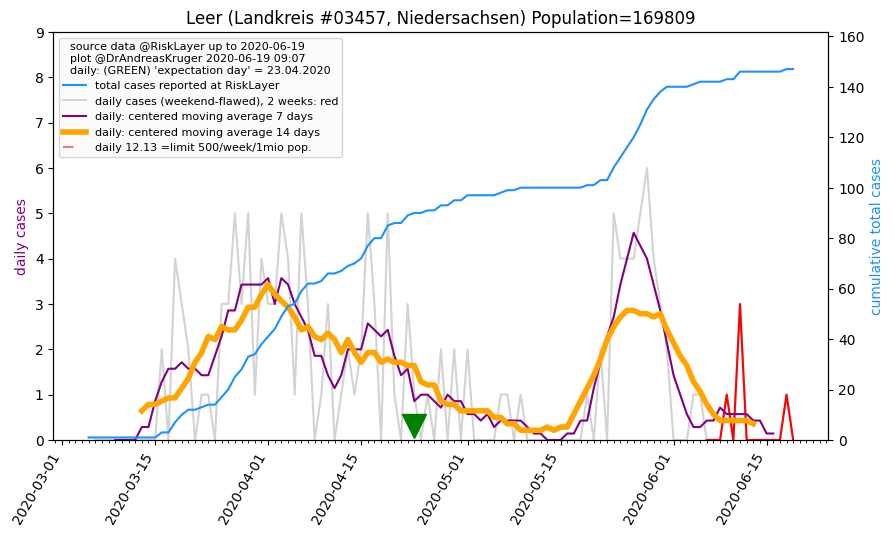 Leer (Landkreis #03457, Niedersachsen) Population=169809
source data @RiskLayer up to 2020-06-19
plot @DrAndreasKruger 2020-06-19 09:07
daily: (GREEN) 'expectation day' = 23.04.2020
total cases reported at RiskLayer
daily cases (weekend-flawed), 2 weeks: red
daily: centered moving average 7 days
daily: centered moving average 14 days
daily 12.13 =limit 500/week/1mio pop.
daily cases
9
8
7
6
5
4
3
2
1
0
160
140
120
100
80
60
40
20
0
cumulative total cases
2020-03-01
2020-03-15
2020-04-01
2020-04-15
2020-05-01
2020-05-15
2020-06-01
2020-06-15